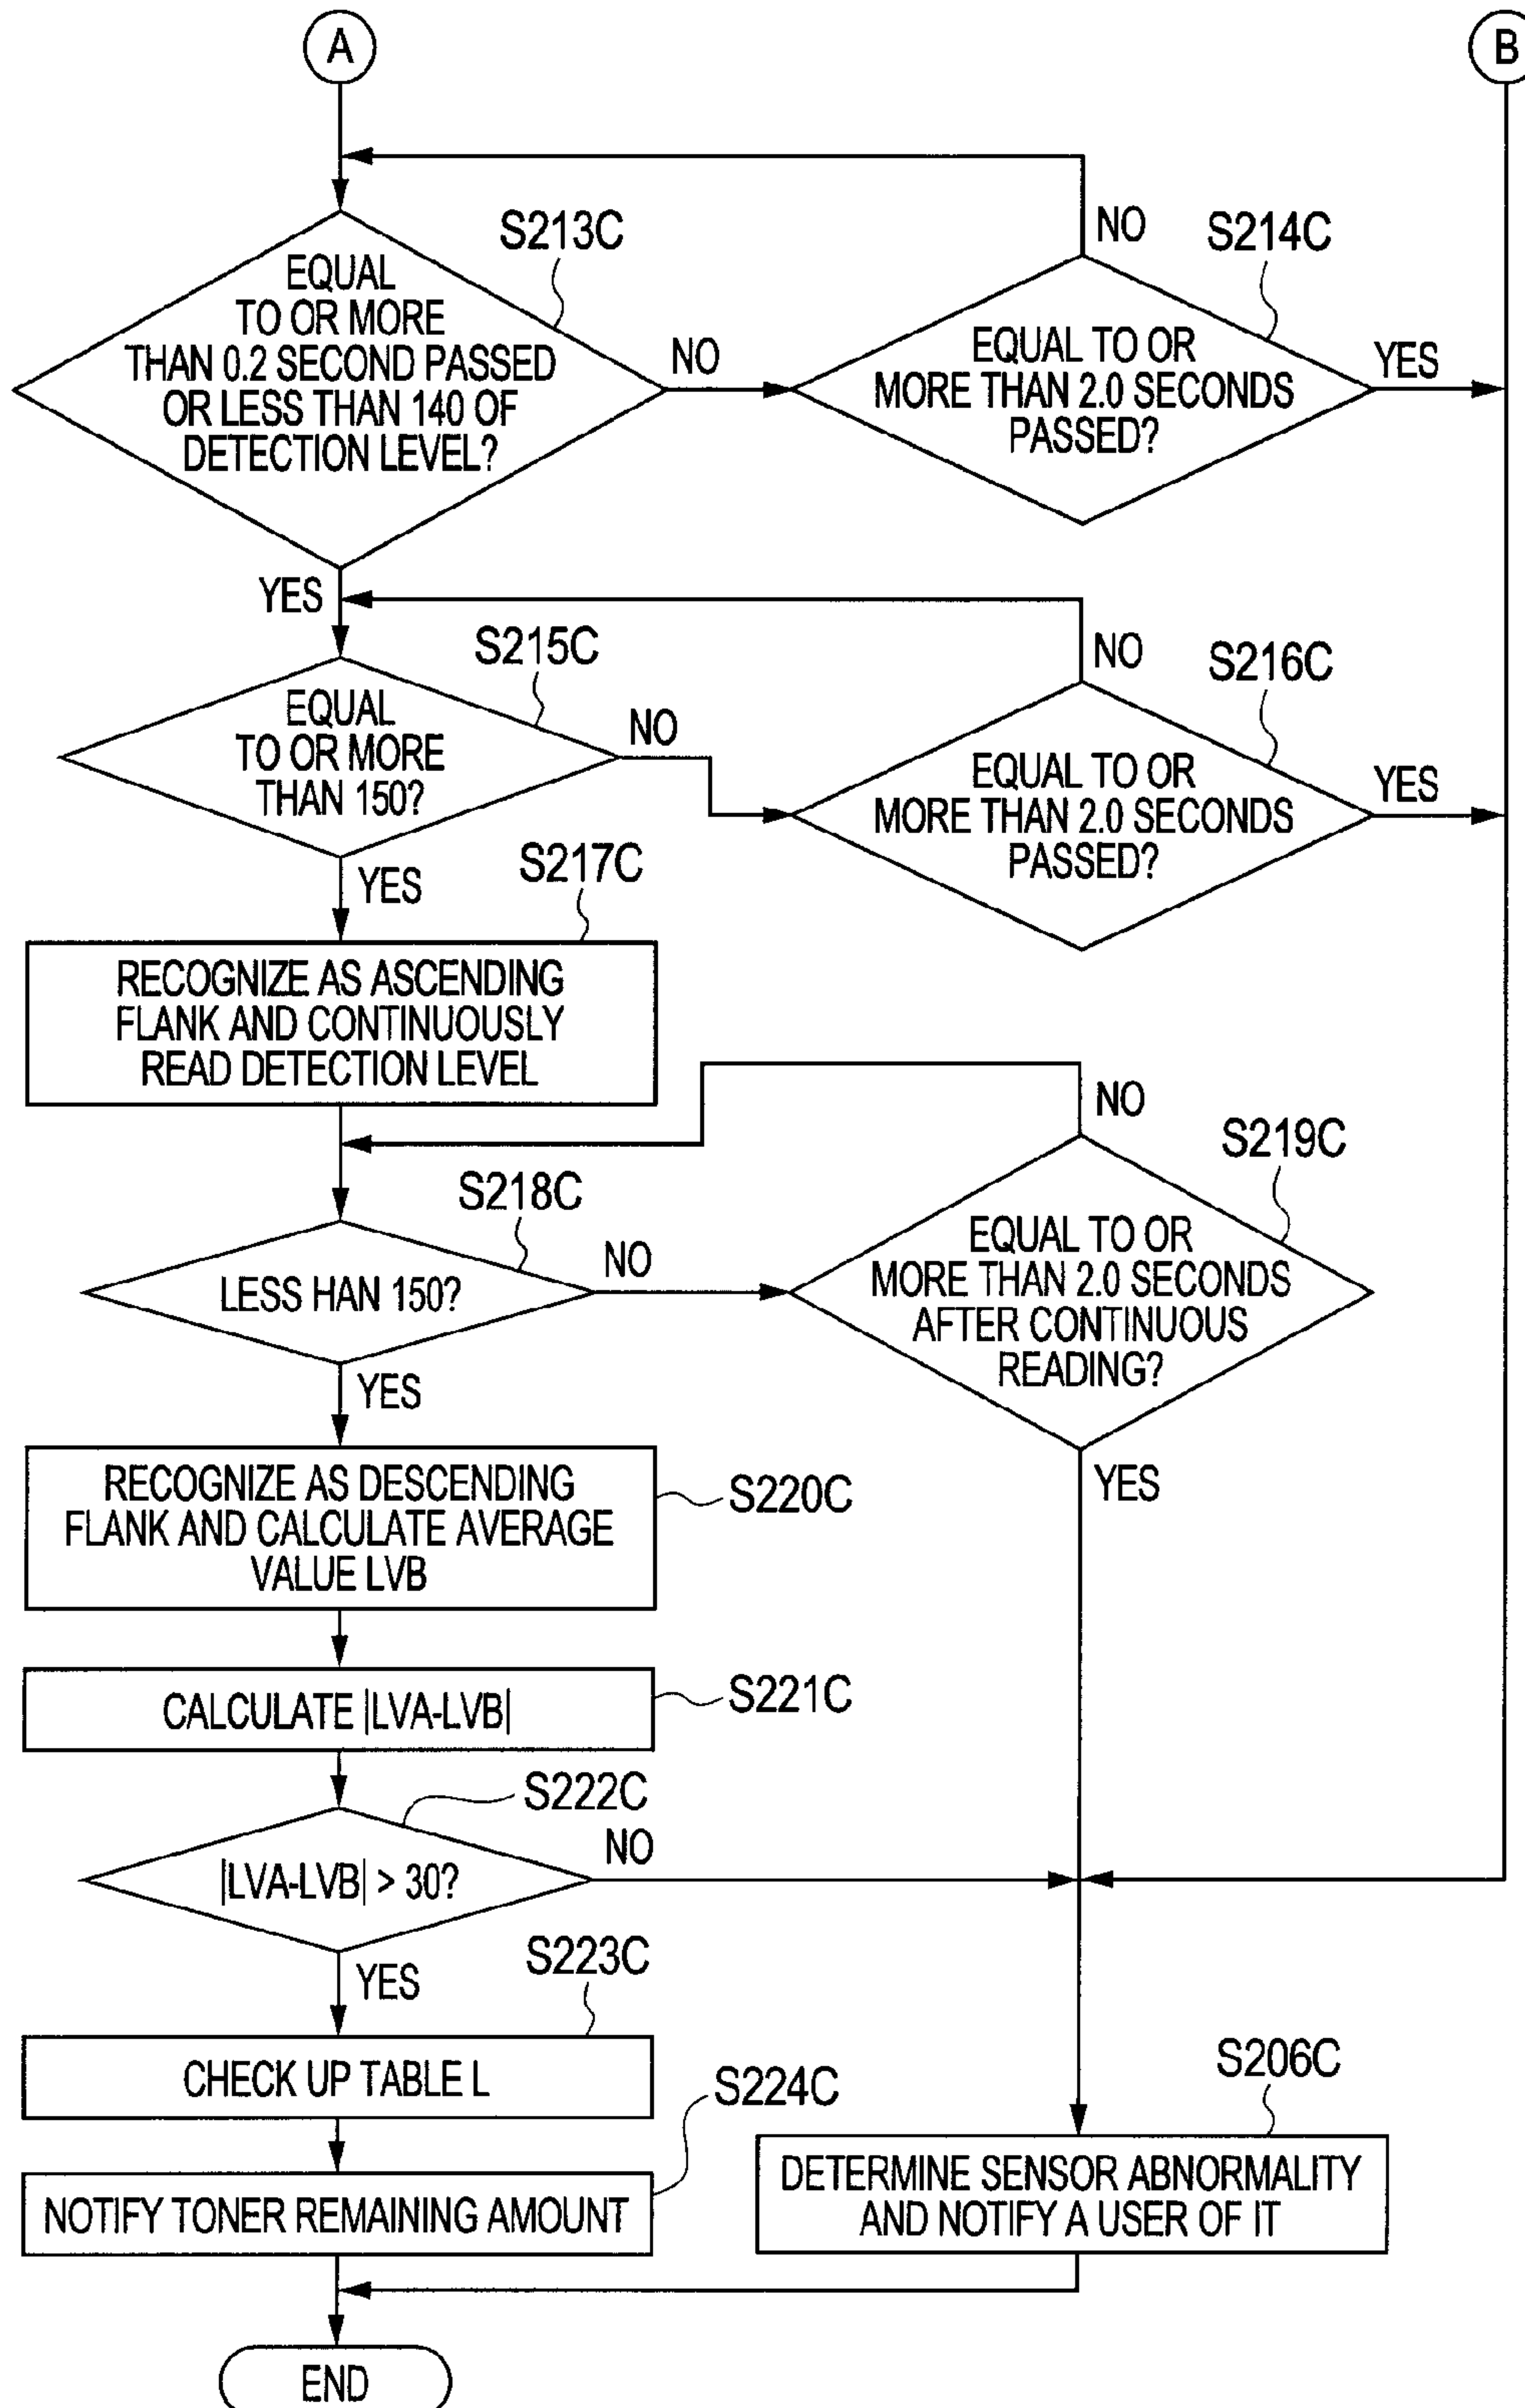 A
B
S213C
EQUAL
TO OR MORE
THAN 0.2 SECOND PASSED
OR LESS THAN 140 OF
DETECTION LEVEL?
NO
NO
S214C
EQUAL TO OR
MORE THAN 2.0 SECONDS
PASSED?
YES
YES
S215C
EQUAL
TO OR MORE
THAN 150?
NO
NO
S216C
EQUAL TO OR
MORE THAN 2.0 SECONDS
PASSED?
YES
YES
S217C
RECOGNIZE AS ASCENDING
FLANK AND CONTINUOUSLY
READ DETECTION LEVEL
S218C
LESS HAN 150?
NO
NO
S219C
EQUAL TO OR
MORE THAN 2.0 SECONDS
AFTER CONTINUOUS
READING?
YES
YES
RECOGNIZE AS DESCENDING
FLANK AND CALCULATE AVERAGE
VALUE LVB
S220C
CALCULATE |LVA-LVB|
S221C
S222C
|LVA-LVB| > 30?
NO
YES
S223C
CHECK UP TABLE L
S224C
NOTIFY TONER REMAINING AMOUNT
S206C
DETERMINE SENSOR ABNORMALITY
AND NOTIFY A USER OF IT
END